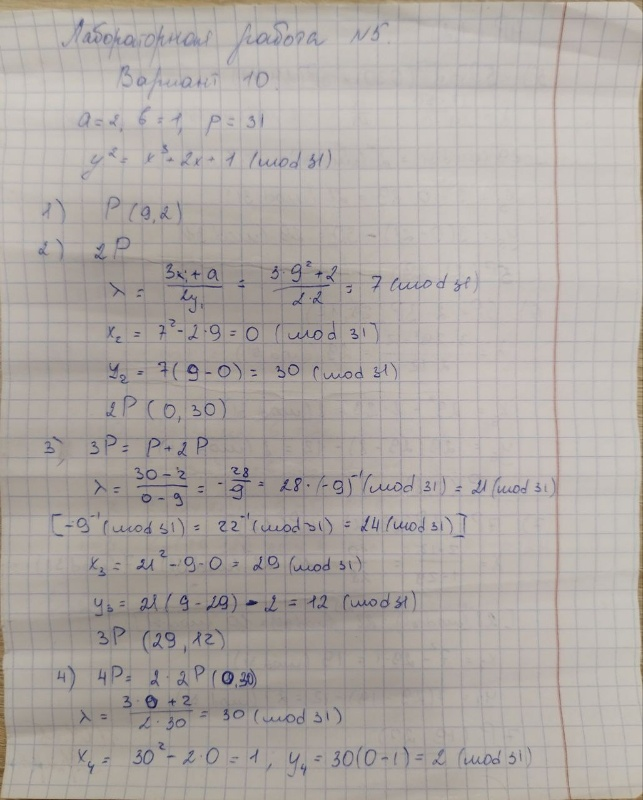 Лабораторная работа №5.
Вариант 10.
a=2, b=1, p=31
y² = x³+2x+1 (mod 31)
1) P(9,2)
2) 2P
λ = (3x₁+a)/(2y₁) = (3·9²+2)/(2·2) = 7 (mod 31)
x₂ = 7²-2·9 = 0 (mod 31)
y₂ = 7(9-0) = 30 (mod 31)
2P (0,30)
3) 3P = P+2P
λ = (30-2)/(0-9) = -28/9 = 28·(-9)⁻¹ (mod 31) = 21 (mod 31)
[-9⁻¹ (mod 31) = 22⁻¹ (mod 31) = 24 (mod 31)]
x₃ = 21²-9-0 = 29 (mod 31)
y₃ = 21(9-29)-2 = 12 (mod 31)
3P (29,12)
4) 4P = 2·2P (0,30)
λ = (3·0+2)/(2·30) = 30 (mod 31)
x₄ = 30²-2·0 = 1, y₄ = 30(0-1) = 2 (mod 31)